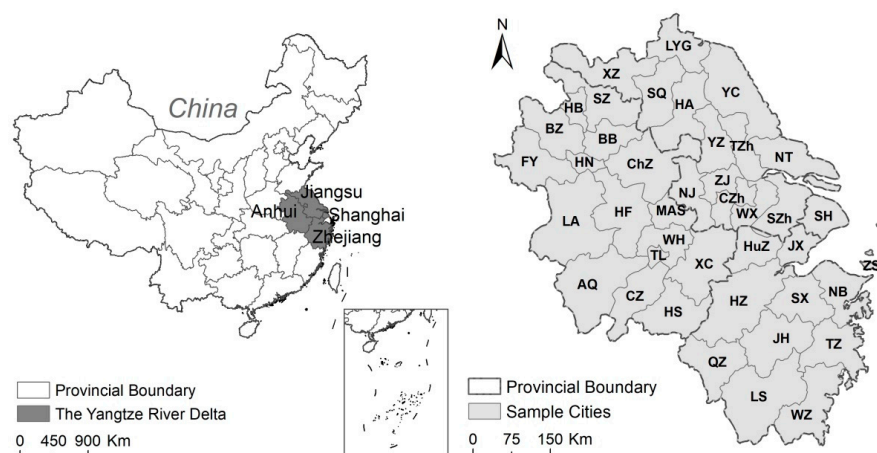 China
Jiangsu
Anhui
Shanghai
Zhejiang
Provincial Boundary
The Yangtze River Delta
0 450 900 Km
N
LYG
XZ
SZ
SQ
HA
YC
HB
BZ
BB
YZ
TZh
NT
FY
HN
ChZ
NJ
ZJ
CZh
WX
SZh
SH
LA
HF
MAS
WH
TL
XC
HuZ
JX
ZS
AQ
CZ
HS
HZ
SX
NB
JH
TZ
QZ
LS
WZ
Provincial Boundary
Sample Cities
0 75 150 Km